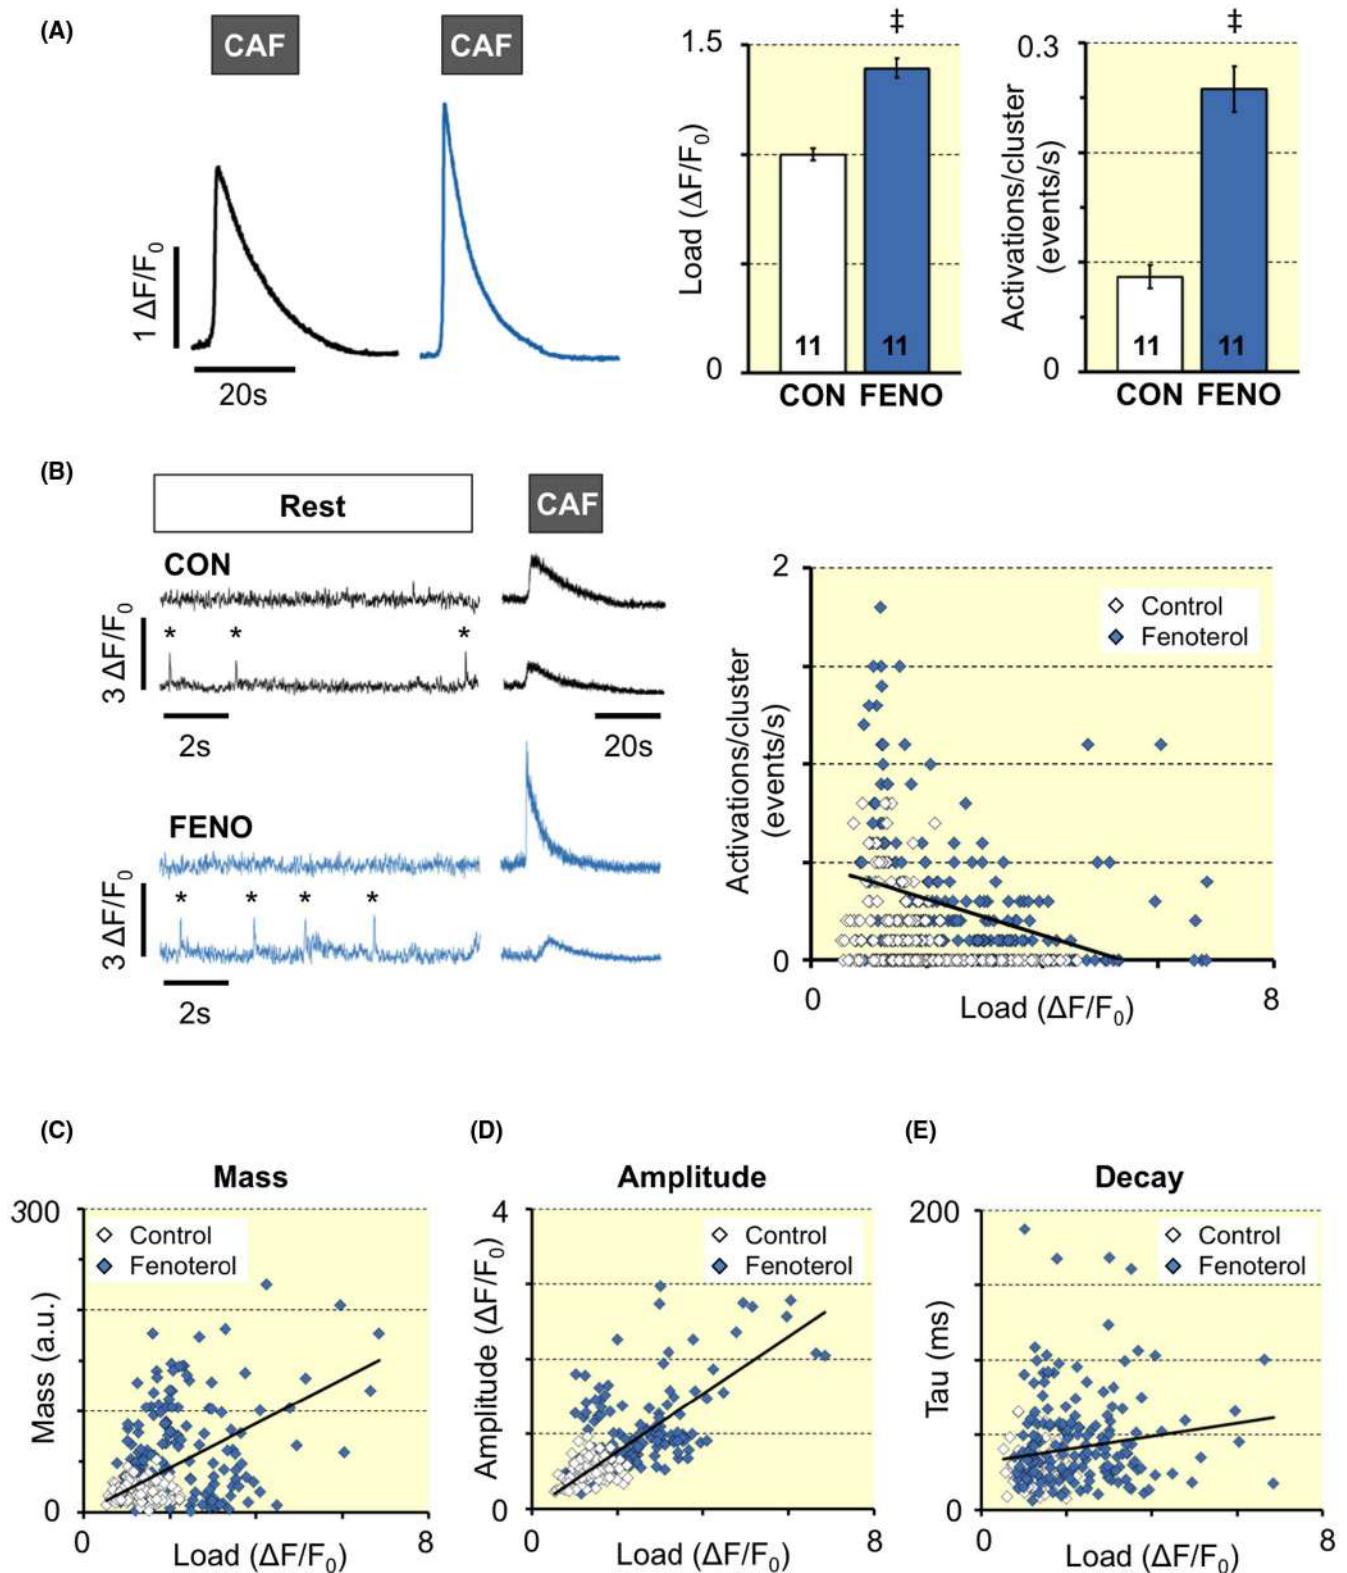 (A)
CAF
CAF
1 ΔF/F0
20s
‡
1.5
Load (ΔF/F0)
0
11
11
CON FENO
‡
0.3
Activations/cluster
(events/s)
0
11
11
CON FENO
(B)
Rest
CAF
CON
3 ΔF/F0
* * *
2s
20s
FENO
3 ΔF/F0
* * * *
2s
2
Control
Fenoterol
Activations/cluster
(events/s)
0
0
8
Load (ΔF/F0)
(C)
Mass
300
Control
Fenoterol
Mass (a.u.)
0
0
8
Load (ΔF/F0)
(D)
Amplitude
4
Control
Fenoterol
Amplitude (ΔF/F0)
0
0
8
Load (ΔF/F0)
(E)
Decay
200
Control
Fenoterol
Tau (ms)
0
0
8
Load (ΔF/F0)